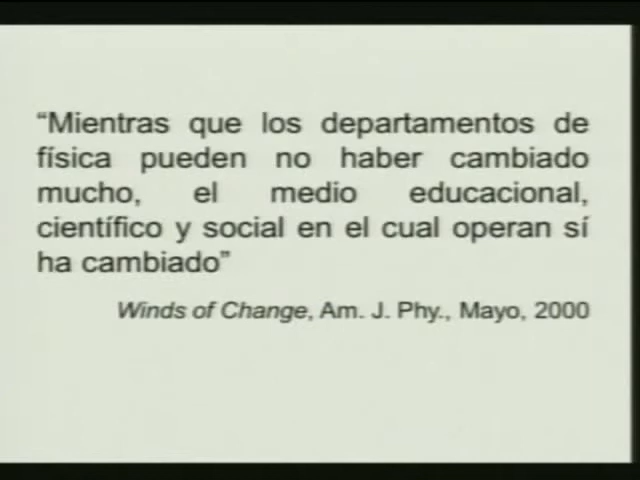 “Mientras que los departamentos de
física pueden no haber cambiado
mucho, el medio educacional,
científico y social en el cual operan sí
ha cambiado”
Winds of Change, Am. J. Phy., Mayo, 2000